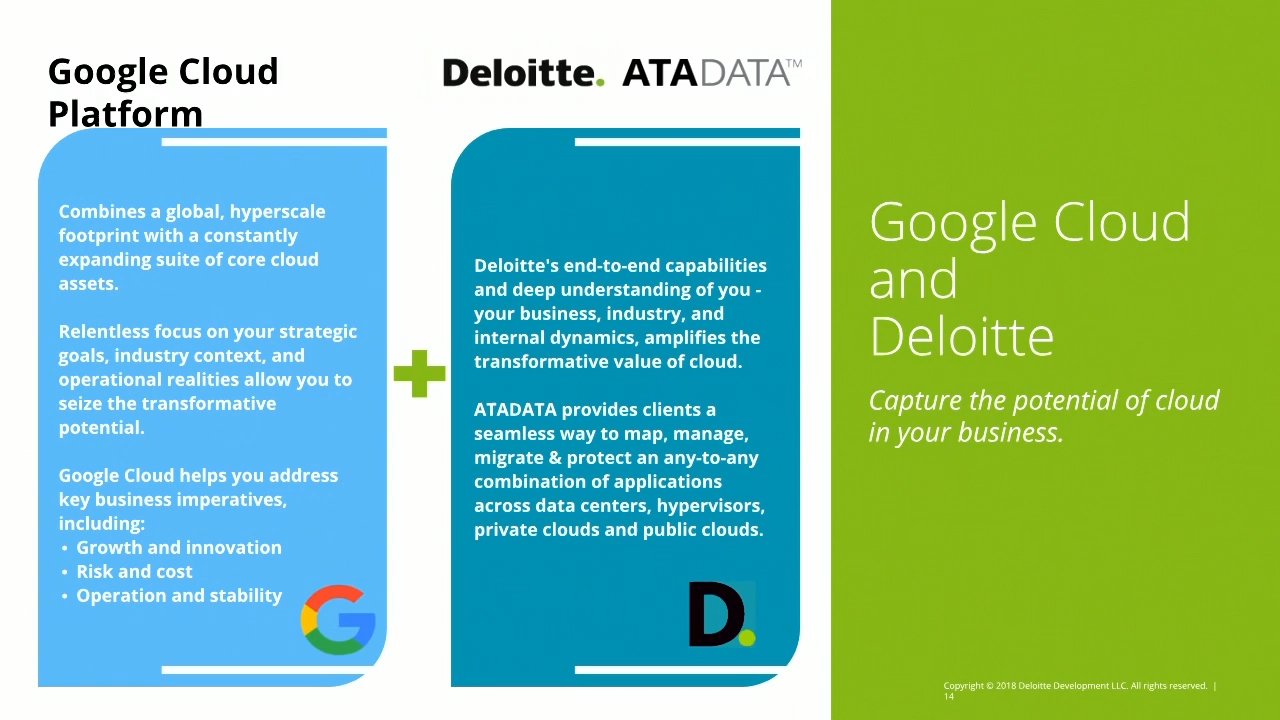 Google Cloud
Platform
Combines a global, hyperscale
footprint with a constantly
expanding suite of core cloud
assets.
Relentless focus on your strategic
goals, industry context, and
operational realities allow you to
seize the transformative
potential.
Google Cloud helps you address
key business imperatives,
including:
• Growth and innovation
• Risk and cost
• Operation and stability
G
Deloitte. ATADATA™
Deloitte's end-to-end capabilities
and deep understanding of you -
your business, industry, and
internal dynamics, amplifies the
transformative value of cloud.
ATADATA provides clients a
seamless way to map, manage,
migrate & protect an any-to-any
combination of applications
across data centers, hypervisors,
private clouds and public clouds.
D.
Google Cloud
and
Deloitte
Capture the potential of cloud
in your business.
Copyright © 2018 Deloitte Development LLC. All rights reserved. |
14